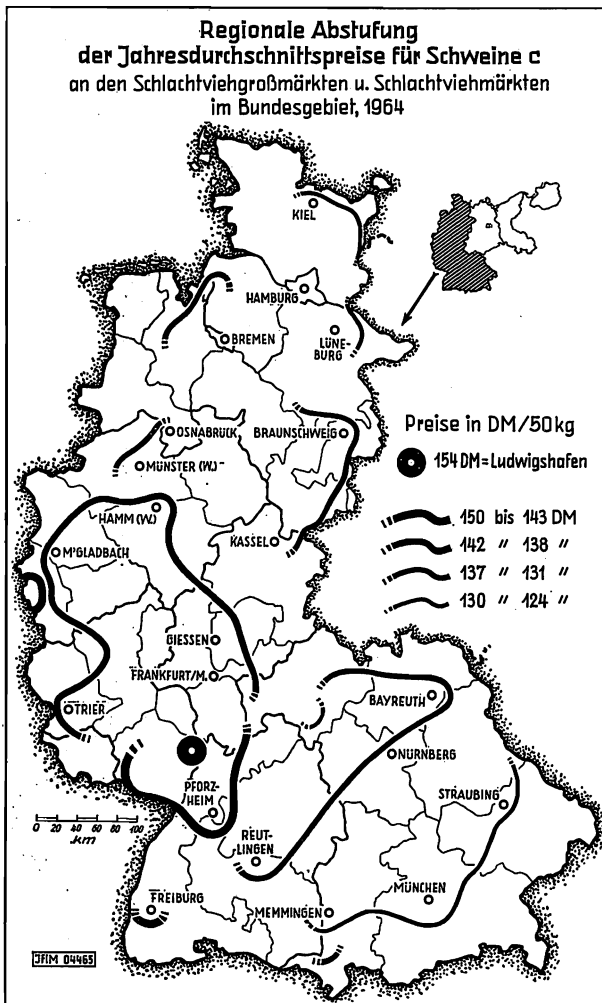 Regionale Abstufung
der Jahresdurchschnittspreise für Schweine c
an den Schlachtviehgroßmärkten u. Schlachtviehmärkten
im Bundesgebiet, 1964
KIEL
HAMBURG
BREMEN
LÜNE-
BURG
OSNABRÜCK
BRAUNSCHWEIG
MÜNSTER (W.)
Preise in DM/50kg
154 DM = Ludwigshafen
HAMM (W.)
KASSEL
M'GLADBACH
150 bis 143 DM
142 " 138 "
137 " 131 "
130 " 124 "
GIESSEN
FRANKFURT/M.
TRIER
BAYREUTH
NÜRNBERG
PFORZ-
HEIM
STRAUBING
0 20 40 60 80 100
km
REUT-
LINGEN
FREIBURG
MEMMINGEN
MÜNCHEN
JFLM 04465